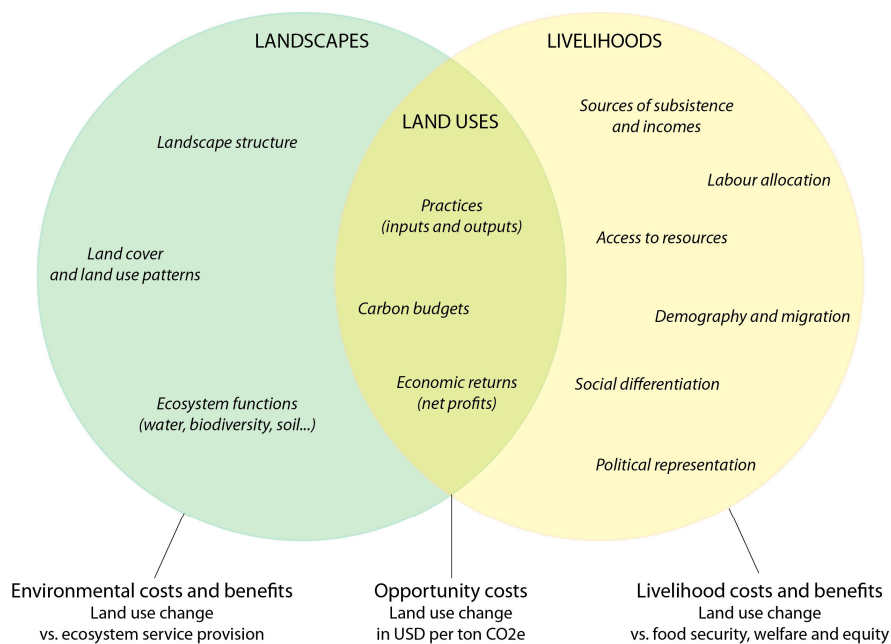 LANDSCAPES
Landscape structure
Land cover
and land use patterns
Ecosystem functions
(water, biodiversity, soil...)
LAND USES
Practices
(inputs and outputs)
Carbon budgets
Economic returns
(net profits)
LIVELIHOODS
Sources of subsistence
and incomes
Labour allocation
Access to resources
Demography and migration
Social differentiation
Political representation
Environmental costs and benefits
Land use change
vs. ecosystem service provision
Opportunity costs
Land use change
in USD per ton CO2e
Livelihood costs and benefits
Land use change
vs. food security, welfare and equity